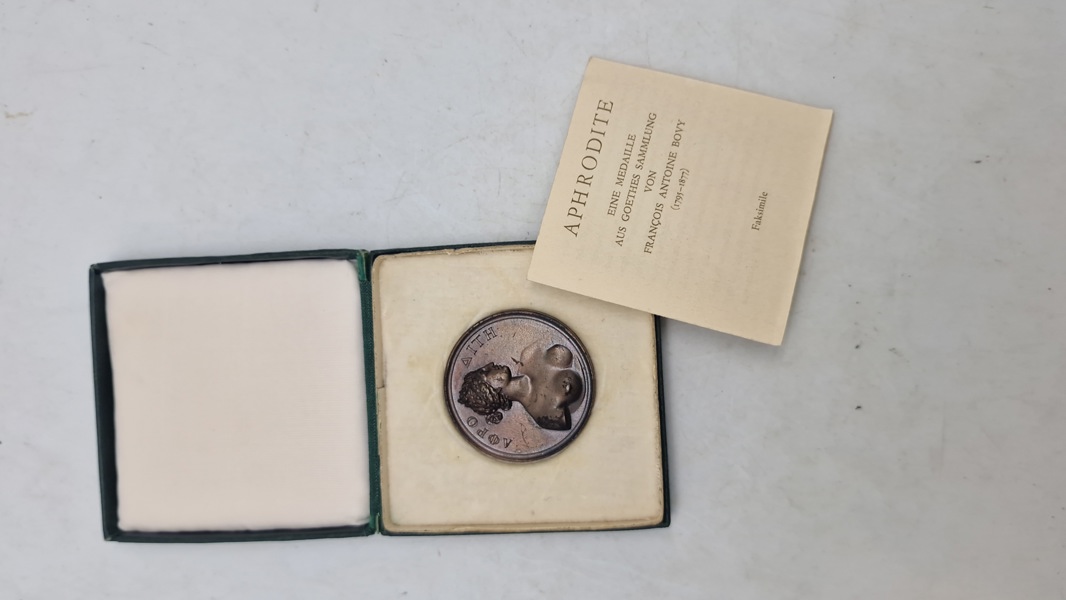 APHRODITE
EINE MEDAILLE
AUS GOETHES SAMMLUNG
VON
FRANÇOIS ANTOINE BOVY
(1795–1877)
Faksimile
ΑΦΡΟ ΔΙΤΗ